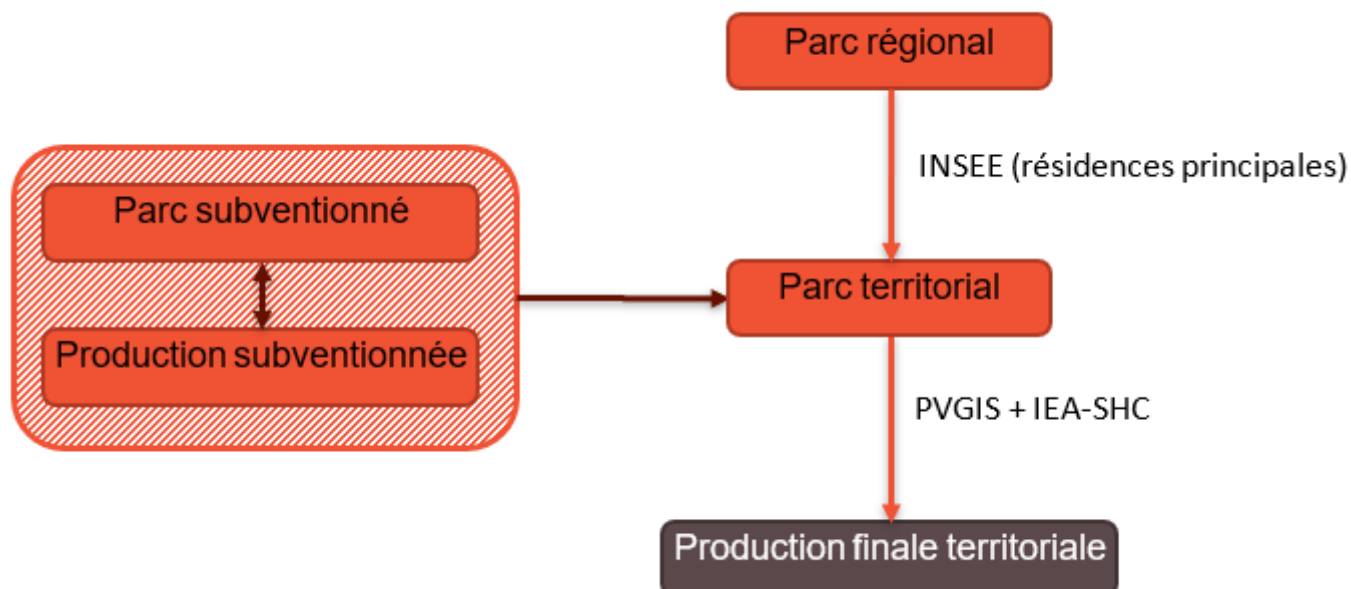 Parc régional
INSEE (résidences principales)
Parc subventionné
Production subventionnée
Parc territorial
PVGIS + IEA-SHC
Production finale territoriale